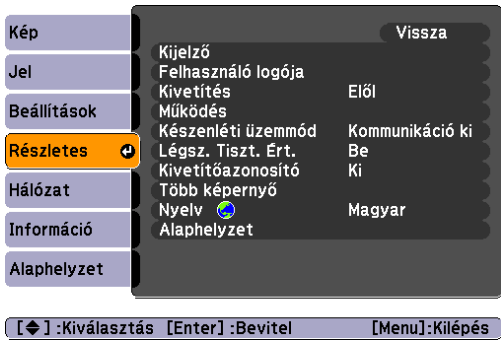 Kép
Jel
Beállítások
Részletes
Hálózat
Információ
Alaphelyzet
Vissza
Kijelző
Felhasználó logója
Kivetítés Elől
Működés
Készenléti üzemmód Kommunikáció ki
Légsz. Tiszt. Ért. Be
Kivetítőazonosító Ki
Több képernyő
Nyelv Magyar
Alaphelyzet
[◆] :Kiválasztás [Enter] :Bevitel [Menu]:Kilépés